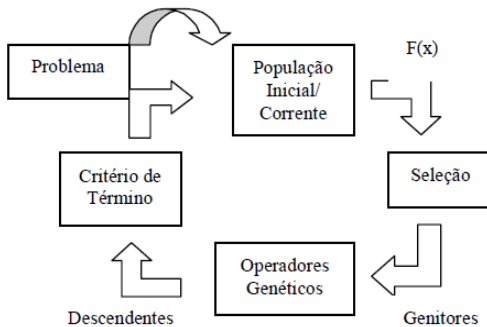 Problema
População
Inicial/
Corrente
F(x)
Seleção
Critério de
Término
Operadores
Genéticos
Descendentes
Genitores